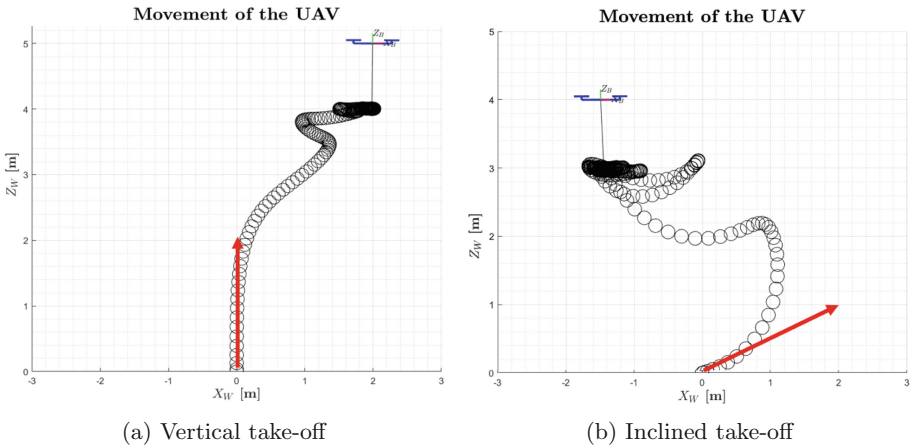 Movement of the UAV
5
4
3
2
1
0
-3
-2
-1
0
1
2
3
X_W [m]
Z_W [m]
Z_B
X_B
(a) Vertical take-off
Movement of the UAV
5
4
3
2
1
0
-3
-2
-1
0
1
2
3
X_W [m]
Z_W [m]
Z_B
X_B
(b) Inclined take-off